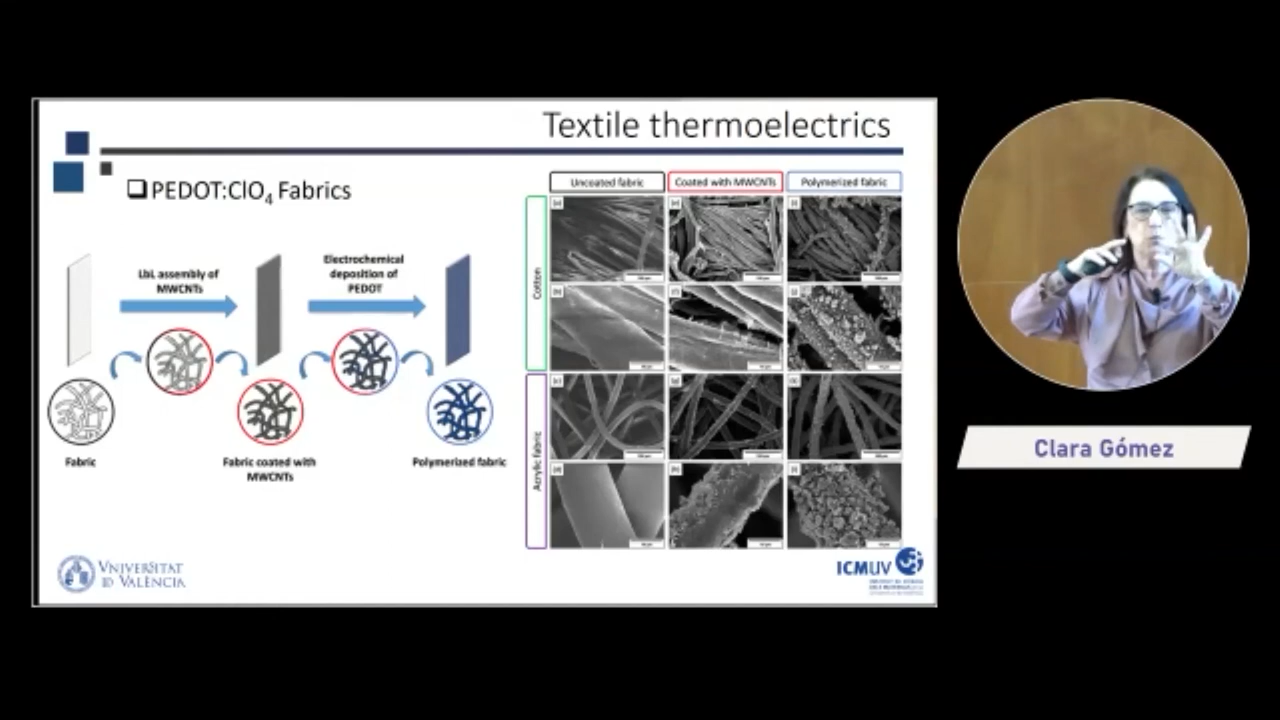 Textile thermoelectrics
PEDOT:ClO₄ Fabrics
LbL assembly of
MWCNTs
Electrochemical
deposition of
PEDOT
Fabric
Fabric coated with
MWCNTs
Polymerized fabric
Uncoated fabric
Coated with MWCNTs
Polymerized fabric
Cotton
Acrylic fabric
VNIVERSITAT
ID VALÈNCIA
ICMUV
Clara Gómez